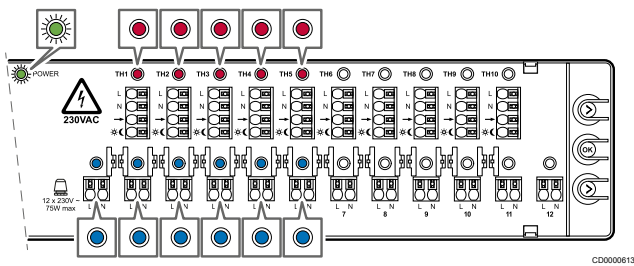 POWER TH1 TH2 TH3 TH4 TH5 TH6 TH7 TH8 TH9 TH10
L L L L L L L L L L
N N N N N N N N N N
230VAC
OK
12 x 230V ~
75W max
L N L N L N L N L N L N L N L N L N L N L N L N
7 8 9 10 11 12
CD0000613